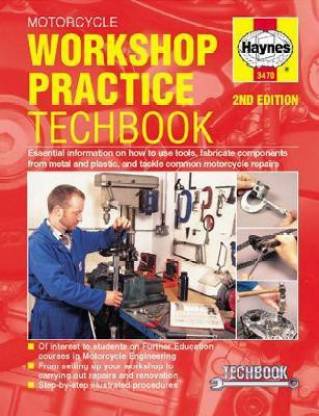 MOTORCYCLE
WORKSHOP
PRACTICE
TECHBOOK
Haynes
3470
®
2ND EDITION
Essential information on how to use tools, fabricate components
from metal and plastic, and tackle common motorcycle repairs
Of interest to students on Further Education
courses in Motorcycle Engineering
From setting up your workshop to
carrying out repairs and renovation
Step-by-step illustrated procedures
TECHBOOK